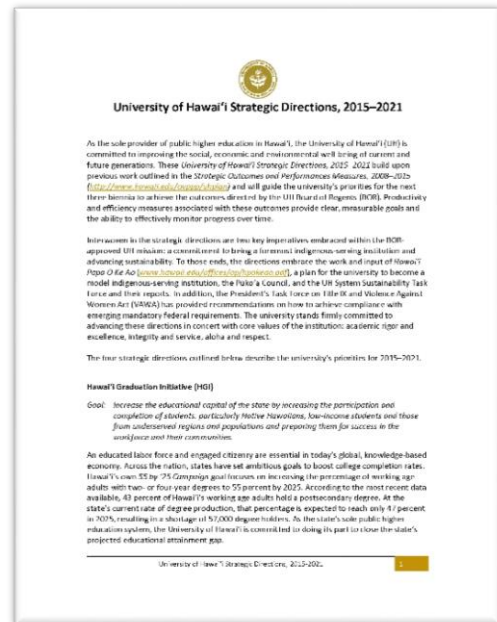 University of Hawai'i Strategic Directions, 2015–2021
As the sole provider of public higher education in Hawai'i, the University of Hawai'i (UH) is
committed to improving the social, economic and environmental well-being of current and
future generations. These University of Hawai'i Strategic Directions, 2015–2021 build upon
previous work outlined in the Strategic Outcomes and Performances Measures, 2008–2015
and will guide the university's priorities for the next
three biennia to achieve the outcomes directed by the UH Board of Regents (BOR). Productivity
and efficiency measures associated with these outcomes provide clear, measurable goals and
the ability to effectively monitor progress over time.
Interwoven in the strategic directions are two key imperatives embraced within the BOR-
approved UH mission: a commitment to being a foremost indigenous-serving institution and
advancing sustainability. To those ends, the directions embrace the work and input of Hawai'i
Papa O Ke Ao a plan for the university to become a
model indigenous-serving institution, the Puko'a Council, and the UH System Sustainability Task
Force and their reports. In addition, the President's Task Force on Title IX and Violence Against
Women Act (VAWA) has provided recommendations on how to achieve compliance with
emerging mandatory federal requirements. The university stands firmly committed to
advancing these directions in concert with core values of the institution: academic rigor and
excellence, integrity and service, aloha and respect.
The four strategic directions outlined below describe the university's priorities for 2015–2021.
Hawai'i Graduation Initiative (HGI)
Goal: Increase the educational capital of the state by increasing the participation and
completion of students, particularly Native Hawaiians, low-income students and those
from underserved regions and populations and preparing them for success in the
workforce and their communities.
An educated labor force and engaged citizenry are essential in today's global, knowledge-based
economy. Across the nation, states have set ambitious goals to boost college completion rates.
Hawai'i's own 55 by '25 Campaign goal focuses on increasing the percentage of working age
adults with two- or four-year degrees to 55 percent by 2025. According to the most recent data
available, 43 percent of Hawai'i's working age adults hold a postsecondary degree. At the
state's current rate of degree production, that percentage is expected to reach only 47 percent
in 2025, resulting in a shortage of 57,000 degree holders. As the state's sole public higher
education system, the University of Hawai'i is committed to doing its part to close the state's
projected educational attainment gap.
University of Hawai'i Strategic Directions, 2015-2021
1